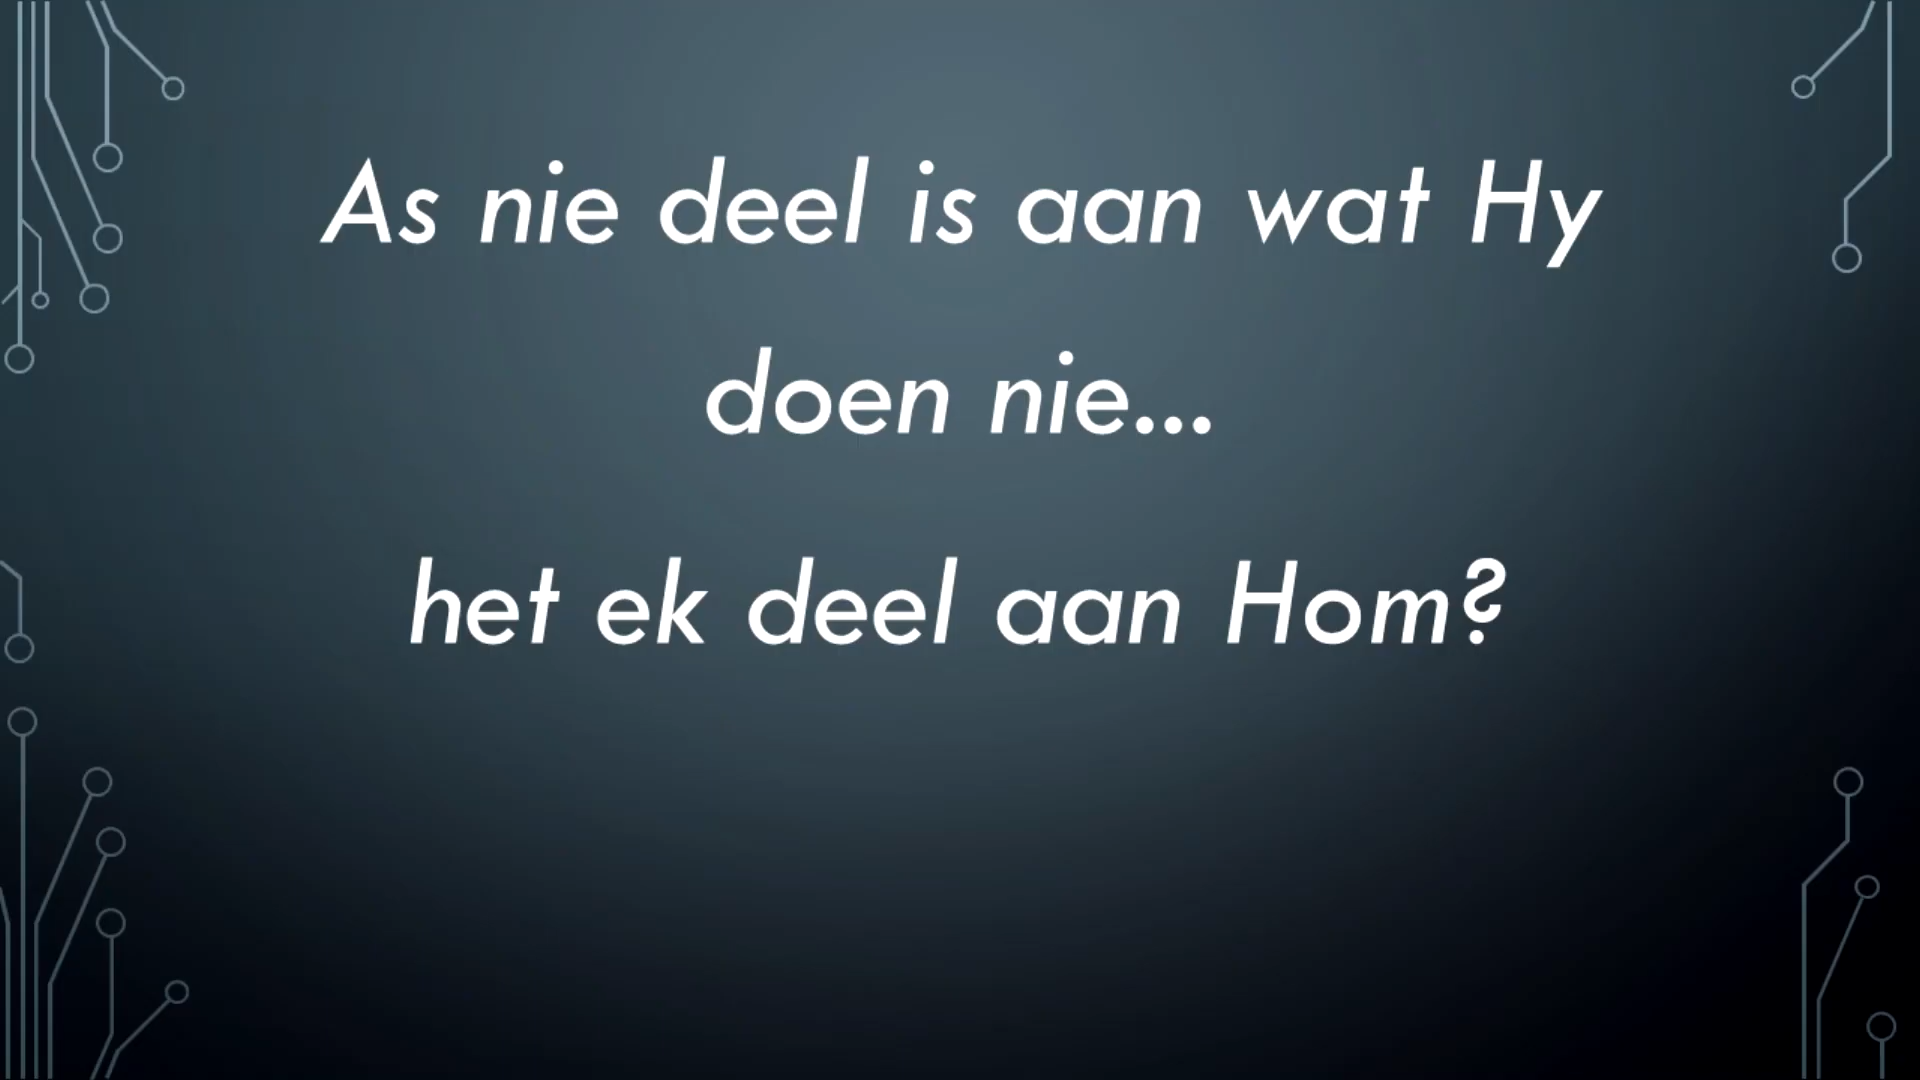 As nie deel is aan wat Hy
doen nie...
het ek deel aan Hom?